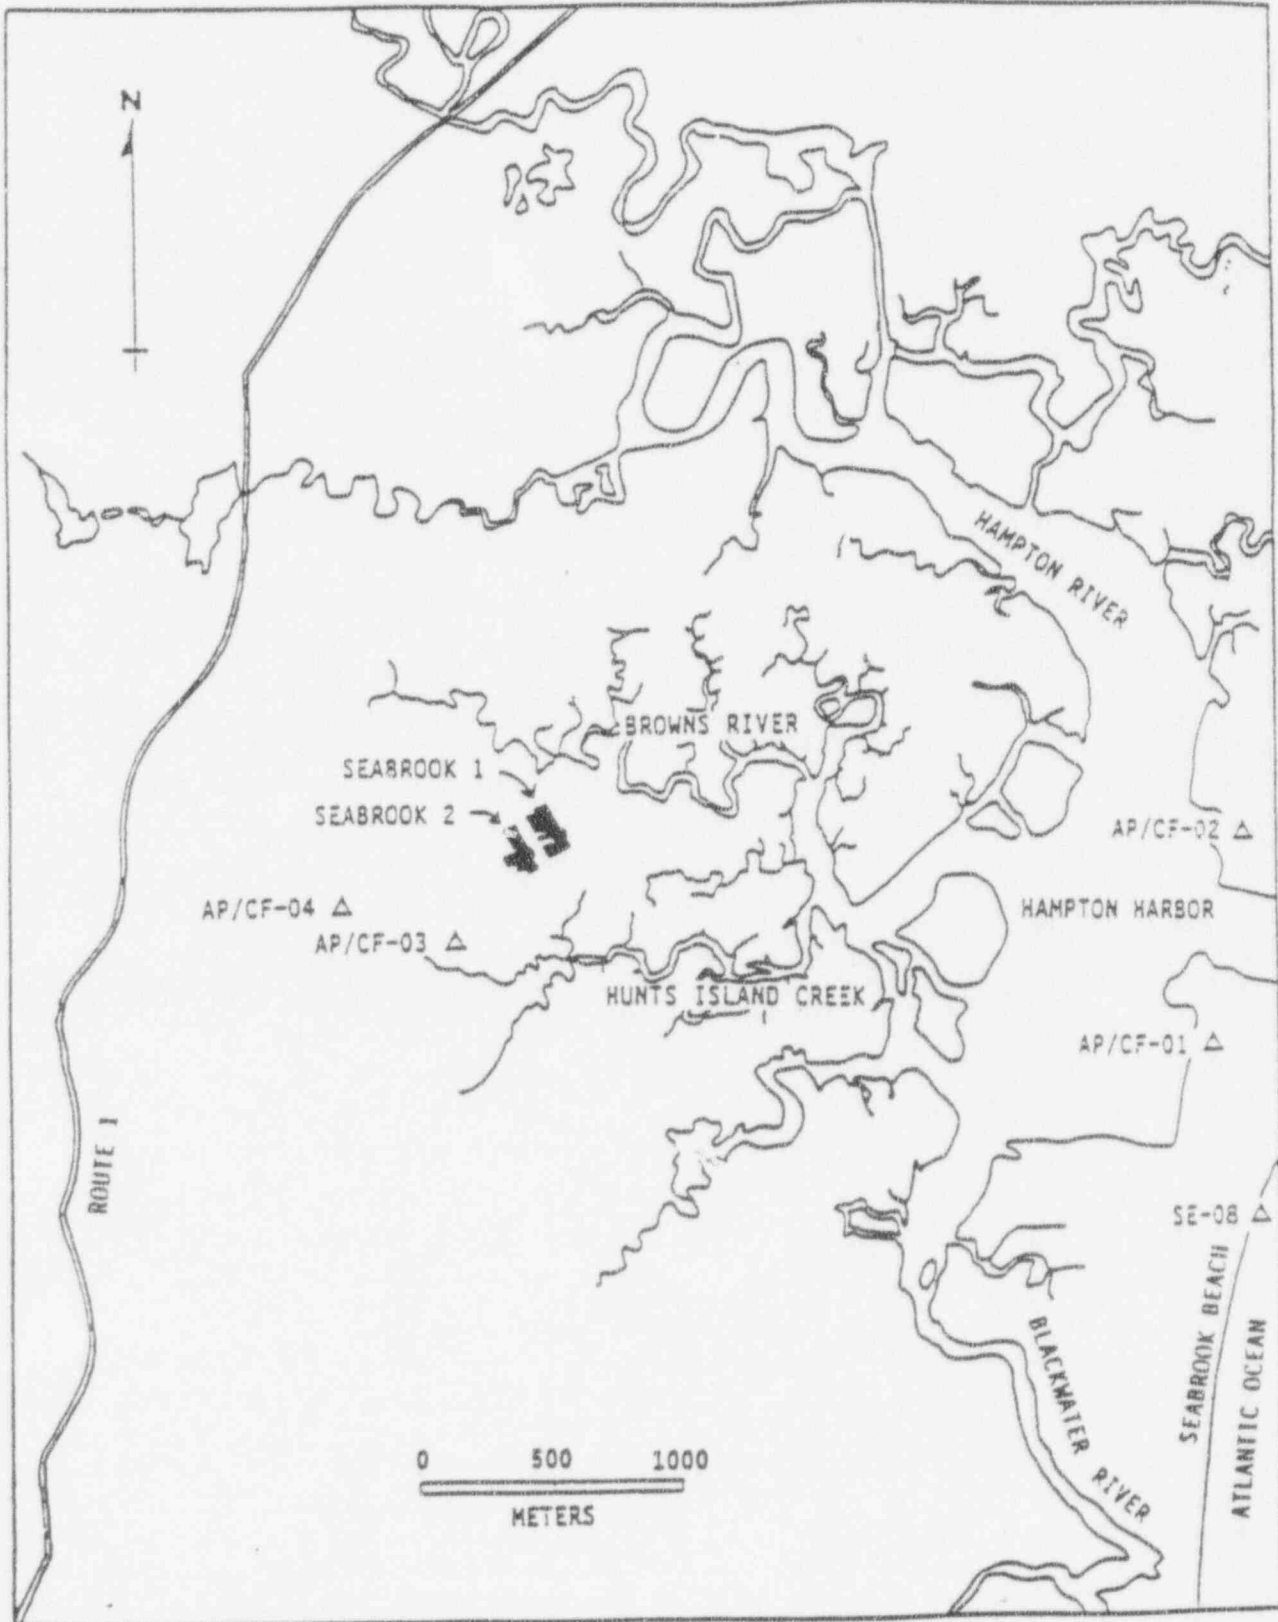 N
HAMPTON RIVER
BROWNS RIVER
SEABROOK 1
SEABROOK 2
AP/CF-02
AP/CF-04
HAMPTON HARBOR
AP/CF-03
HUNTS ISLAND CREEK
AP/CF-01
ROUTE 1
SE-08
SEABROOK BEACH
ATLANTIC OCEAN
BLACKWATER RIVER
0 500 1000
METERS